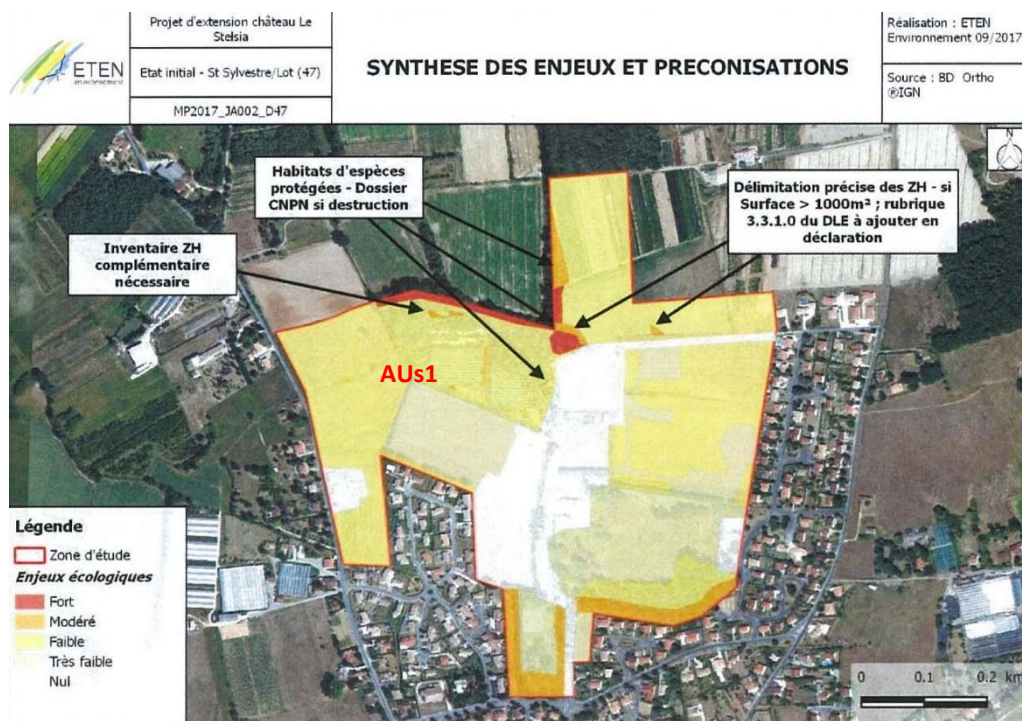 ETEN
environnement
Projet d'extension château Le
Stelsia
Etat initial - St Sylvestre/Lot (47)
MP2017_JA002_D47
SYNTHESE DES ENJEUX ET PRECONISATIONS
Réalisation : ETEN
Environnement 09/2017
Source : BD Ortho
®IGN
N
Habitats d'espèces
protégées - Dossier
CNPN si destruction
Délimitation précise des ZH - si
Surface > 1000m² ; rubrique
3.3.1.0 du DLE à ajouter en
déclaration
Inventaire ZH
complémentaire
nécessaire
AUs1
Légende
Zone d'étude
Enjeux écologiques
Fort
Modéré
Faible
Très faible
Nul
0 0.1 0.2 km